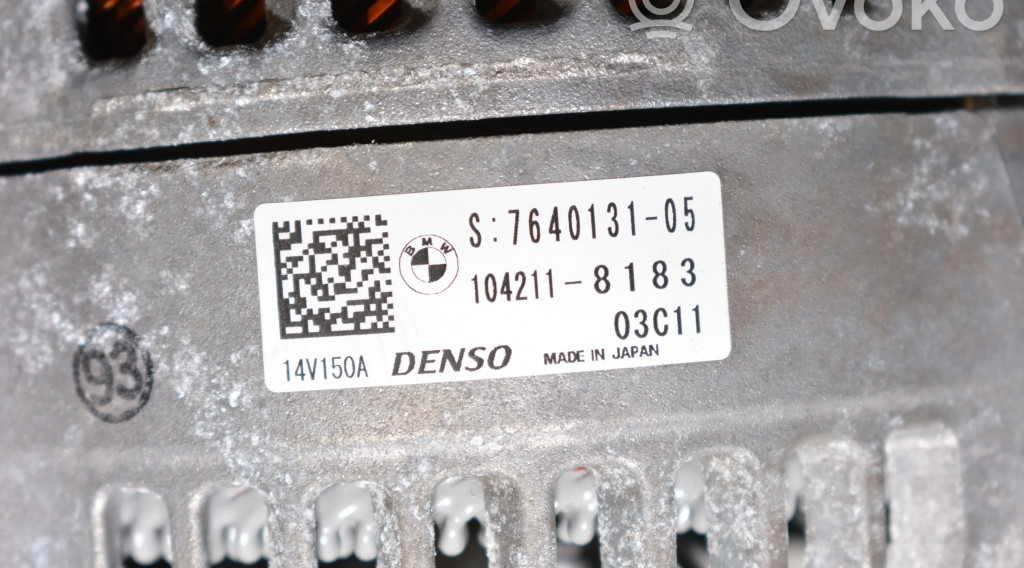 Ovoko
S:7640131-05
BMW
104211-8183
03C11
14V150A DENSO MADE IN JAPAN
93